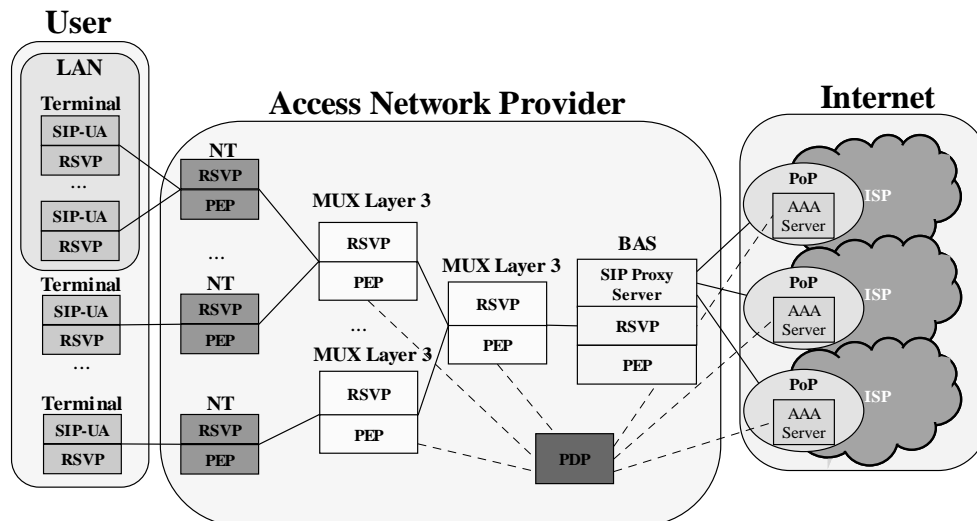 User
LAN
Terminal
SIP-UA
RSVP
...
SIP-UA
RSVP
Terminal
SIP-UA
RSVP
...
Terminal
SIP-UA
RSVP
Access Network Provider
NT
RSVP
PEP
...
NT
RSVP
PEP
NT
RSVP
PEP
MUX Layer 3
RSVP
PEP
...
MUX Layer 3
RSVP
PEP
MUX Layer 3
RSVP
PEP
BAS
SIP Proxy
Server
RSVP
PEP
PDP
Internet
PoP
AAA
Server
ISP
PoP
AAA
Server
ISP
PoP
AAA
Server
ISP